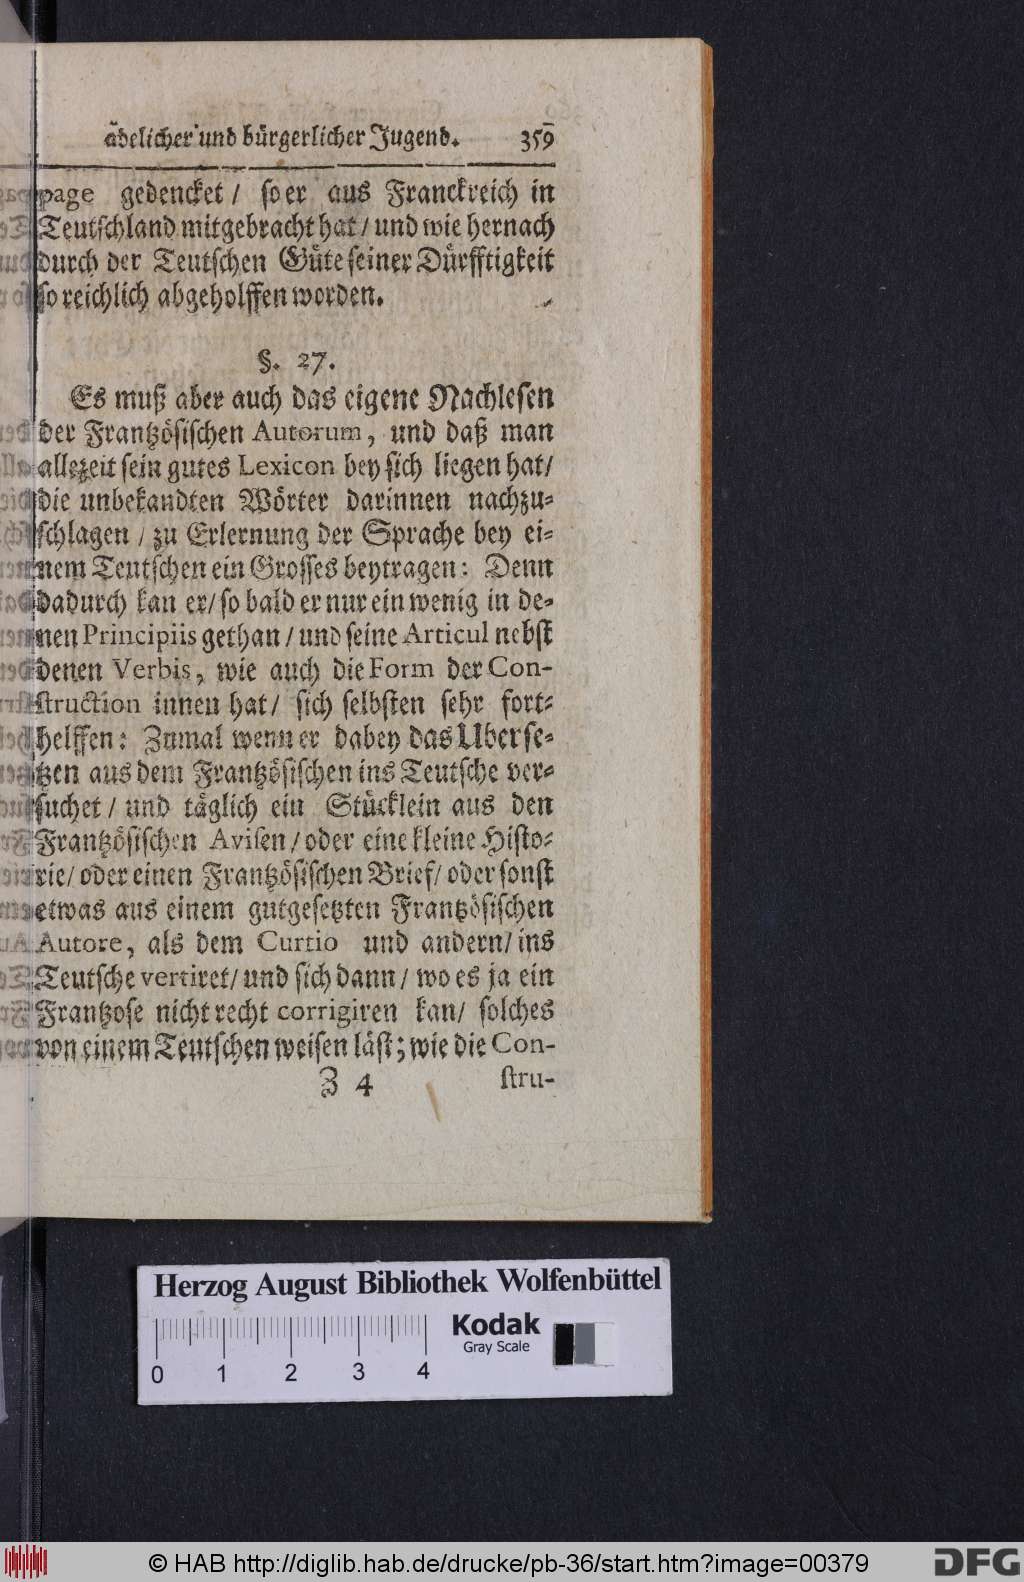 adelicher und bürgerlicher Jugend. 359
page gedencket / so er aus Franckreich in
Teutschland mitgebracht hat / und wie hernach
durch der Teutschen Güte seiner Dürfftigkeit
so reichlich abgeholffen worden.
§. 27.
Es muß aber auch das eigene Nachlesen
der Frantzösischen Autorum, und daß man
allezeit sein gutes Lexicon bey sich liegen hat/
die unbekandten Wörter darinnen nachzu-
schlagen / zu Erlernung der Sprache bey ei-
nem Teutschen ein Grosses beytragen: Denn
dadurch kan er/ so bald er nur ein wenig in de-
nen Principiis gethan / und seine Articul nebst
denen Verbis, wie auch die Form der Con-
struction innen hat/ sich selbsten sehr fort-
helffen: Zumal wenn er dabey das Uberse-
tzen aus dem Frantzösischen ins Teutsche ver-
suchet / und täglich ein Stücklein aus den
Frantzösischen Avisen / oder eine kleine Histo-
rie/ oder einen Frantzösischen Brief/ oder sonst
etwas aus einem gutgesetzten Frantzösischen
Autore, als dem Curtio und andern/ ins
Teutsche vertiret/ und sich dann / wo es ja ein
Frantzose nicht recht corrigiren kan/ solches
von einem Teutschen weisen läst; wie die Con-
Z 4 stru-
Herzog August Bibliothek Wolfenbüttel
Kodak
Gray Scale
0 1 2 3 4
© HAB http://diglib.hab.de/drucke/pb-36/start.htm?image=00379
DFG